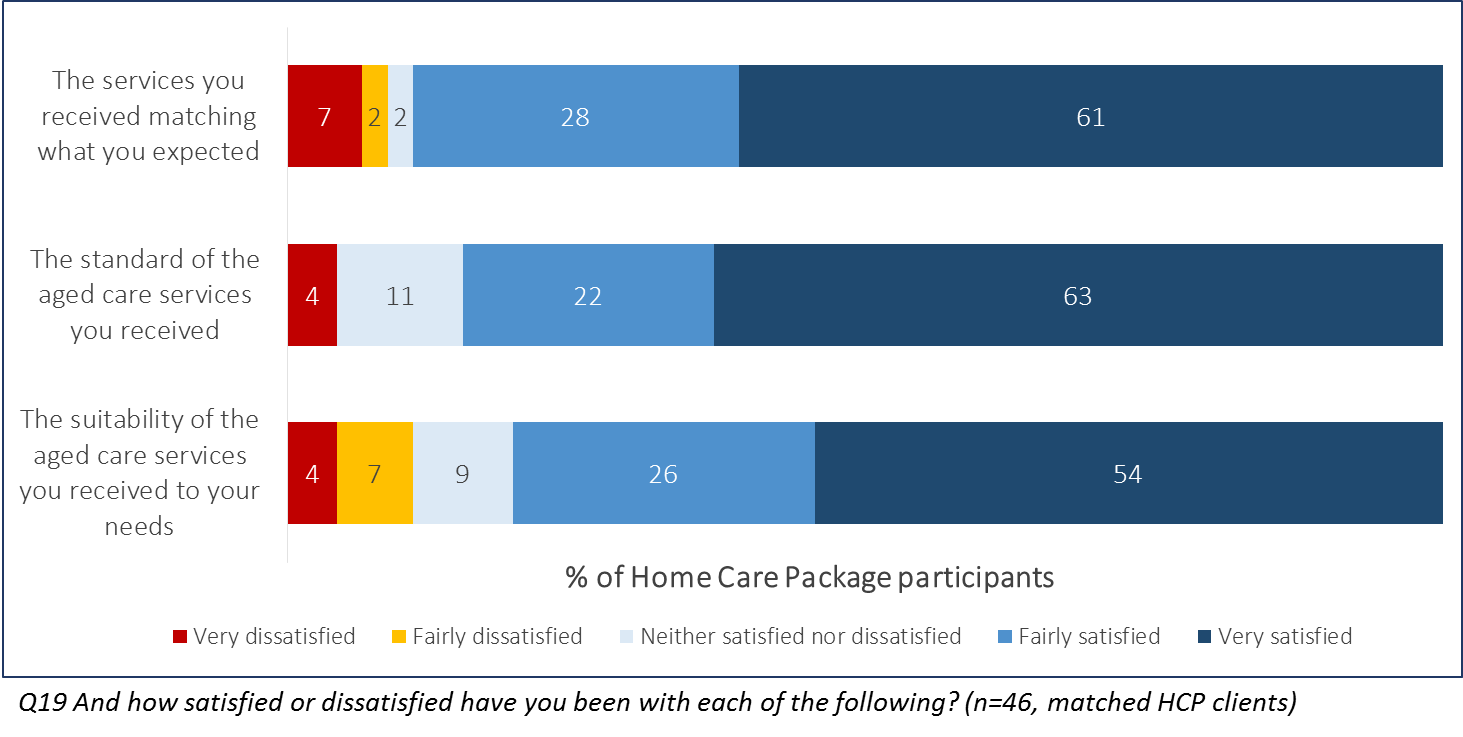 The services you
received matching
what you expected
7 2 2 28 61
The standard of the
aged care services
you received
4 11 22 63
The suitability of the
aged care services
you received to your
needs
4 7 9 26 54
% of Home Care Package participants
Very dissatisfied Fairly dissatisfied Neither satisfied nor dissatisfied Fairly satisfied Very satisfied
Q19 And how satisfied or dissatisfied have you been with each of the following? (n=46, matched HCP clients)